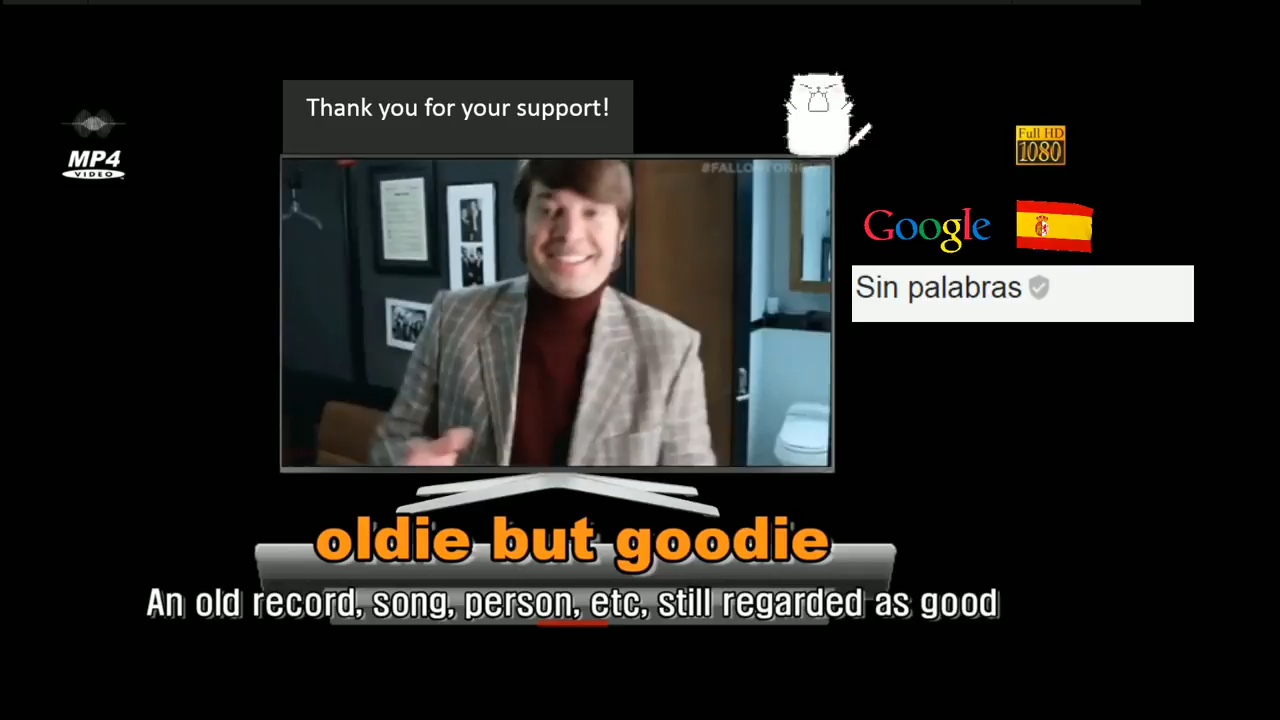 Thank you for your support!
MP4
VIDEO
Full HD
1080
Google
Sin palabras
oldie but goodie
An old record, song, person, etc, still regarded as good